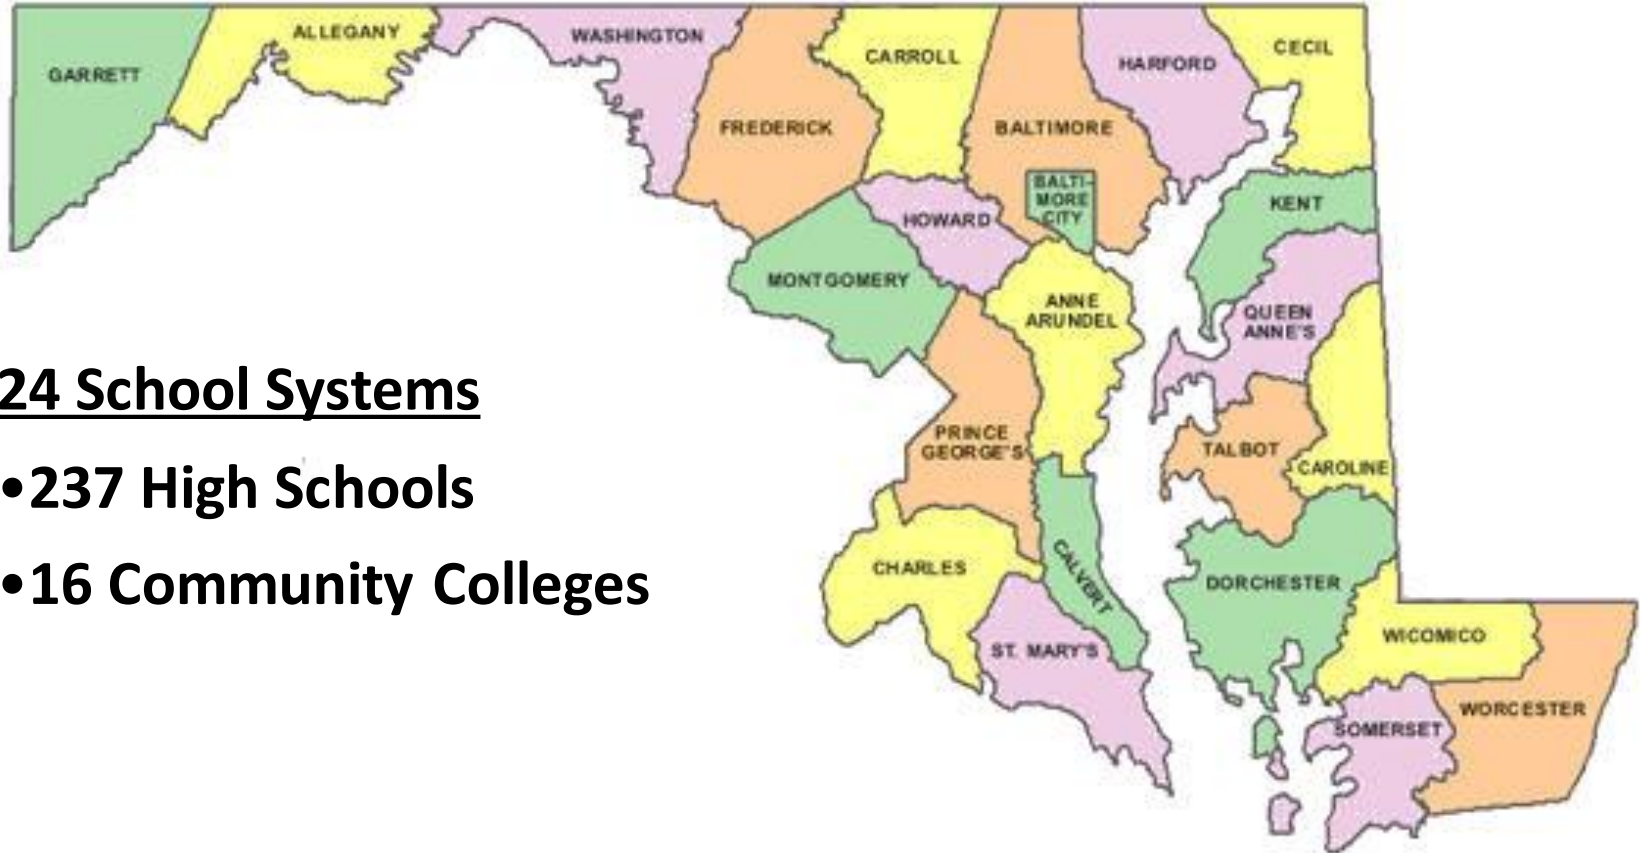 GARRETT
ALLEGANY
WASHINGTON
FREDERICK
CARROLL
BALTIMORE
BALTI-
MORE
CITY
HARFORD
CECIL
KENT
HOWARD
MONTGOMERY
ANNE
ARUNDEL
QUEEN
ANNE'S
PRINCE
GEORGE'S
TALBOT
CAROLINE
CHARLES
CALVERT
DORCHESTER
ST. MARY'S
WICOMICO
WORCESTER
SOMERSET
24 School Systems
•237 High Schools
•16 Community Colleges